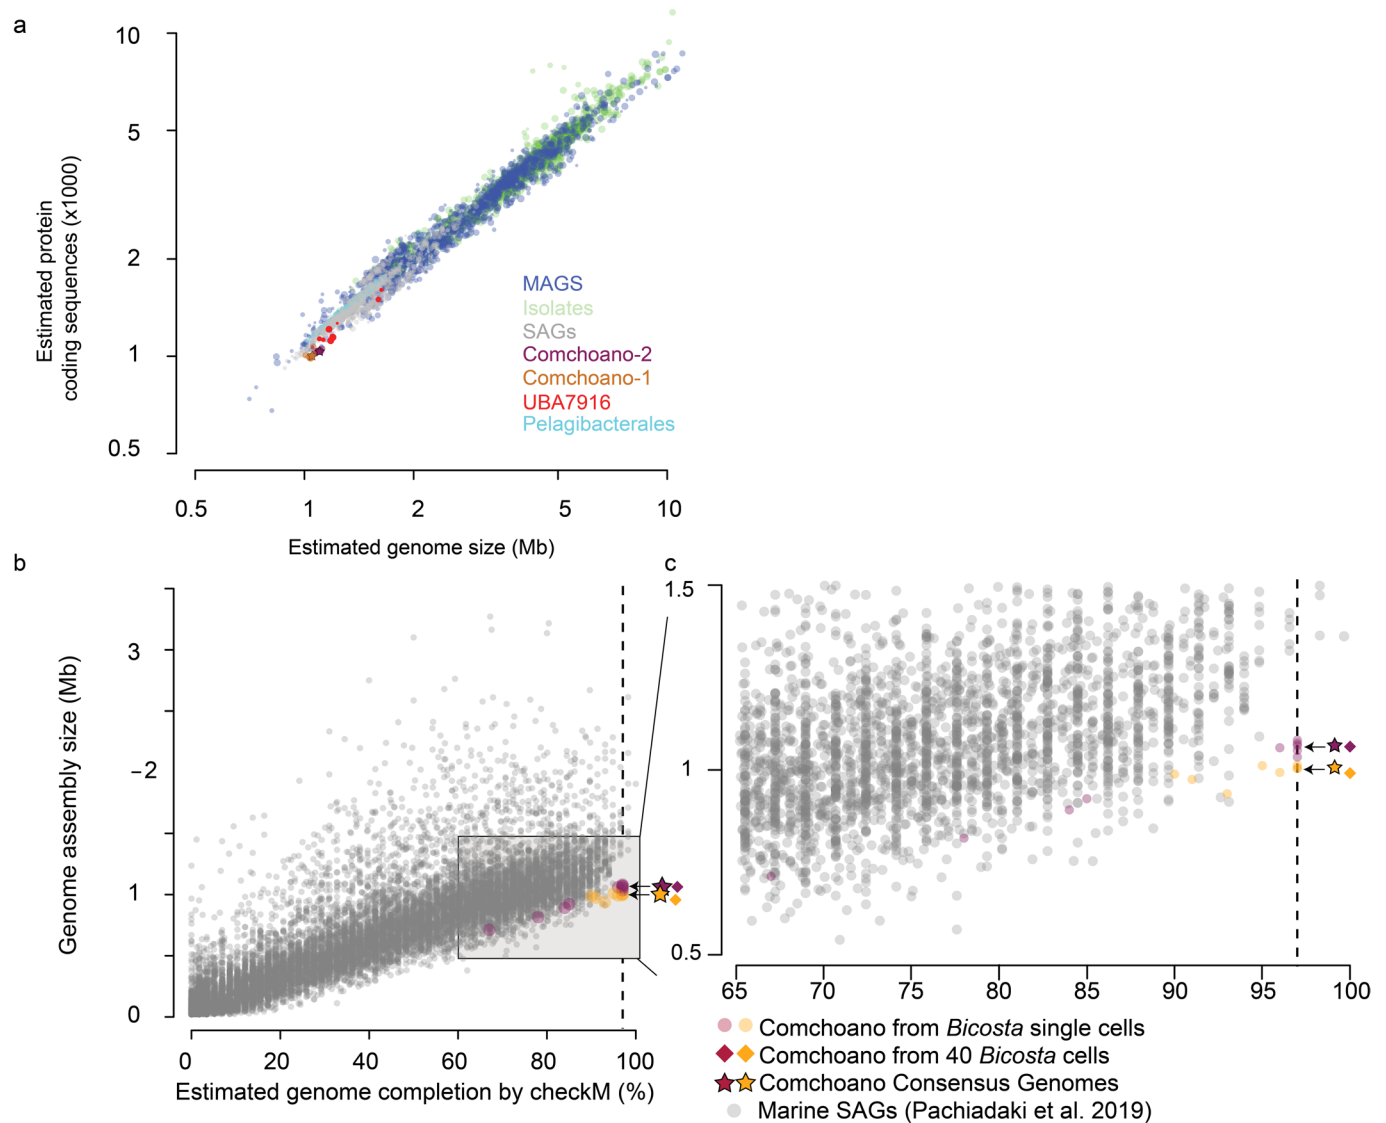 a
10
5
2
1
0.5
Estimated protein
coding sequences (x1000)
MAGS
Isolates
SAGs
Comchoano-2
Comchoano-1
UBA7916
Pelagibacterales
0.5
1
2
5
10
Estimated genome size (Mb)
b
3
−2
1
0
Genome assembly size (Mb)
0
20
40
60
80
100
Estimated genome completion by checkM (%)
c
1.5
1
0.5
65
70
75
80
85
90
95
100
Comchoano from Bicosta single cells
Comchoano from 40 Bicosta cells
Comchoano Consensus Genomes
Marine SAGs (Pachiadaki et al. 2019)